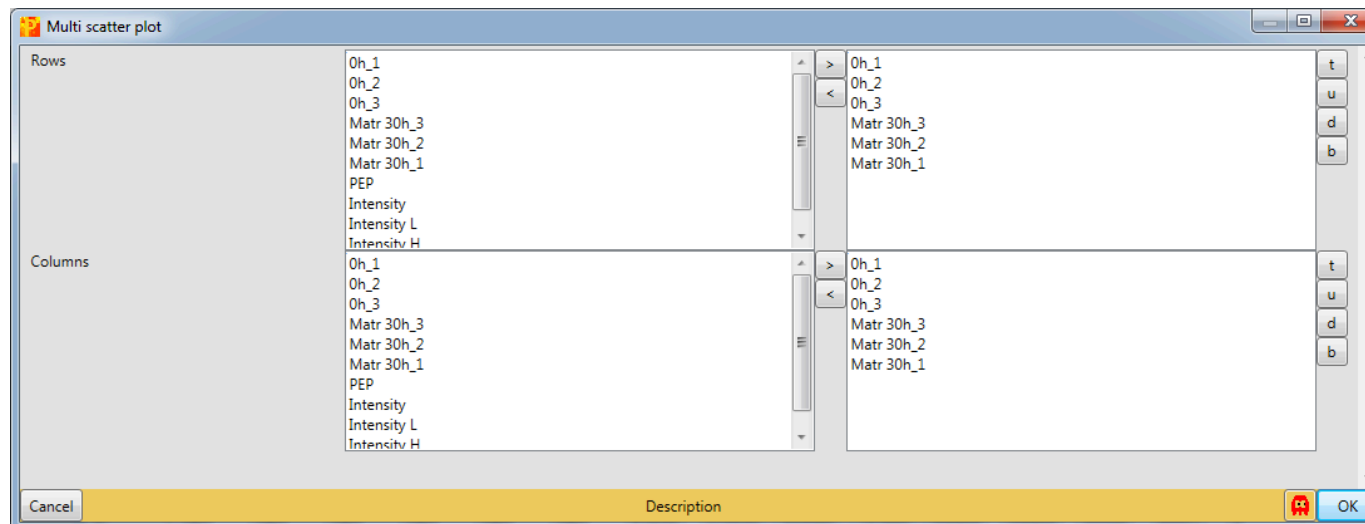 Multi scatter plot
Rows
0h_1
0h_2
0h_3
Matr 30h_3
Matr 30h_2
Matr 30h_1
PEP
Intensity
Intensity L
Intensity H
>
<
0h_1
0h_2
0h_3
Matr 30h_3
Matr 30h_2
Matr 30h_1
t
u
d
b
Columns
0h_1
0h_2
0h_3
Matr 30h_3
Matr 30h_2
Matr 30h_1
PEP
Intensity
Intensity L
Intensity H
>
<
0h_1
0h_2
0h_3
Matr 30h_3
Matr 30h_2
Matr 30h_1
t
u
d
b
Cancel
Description
OK